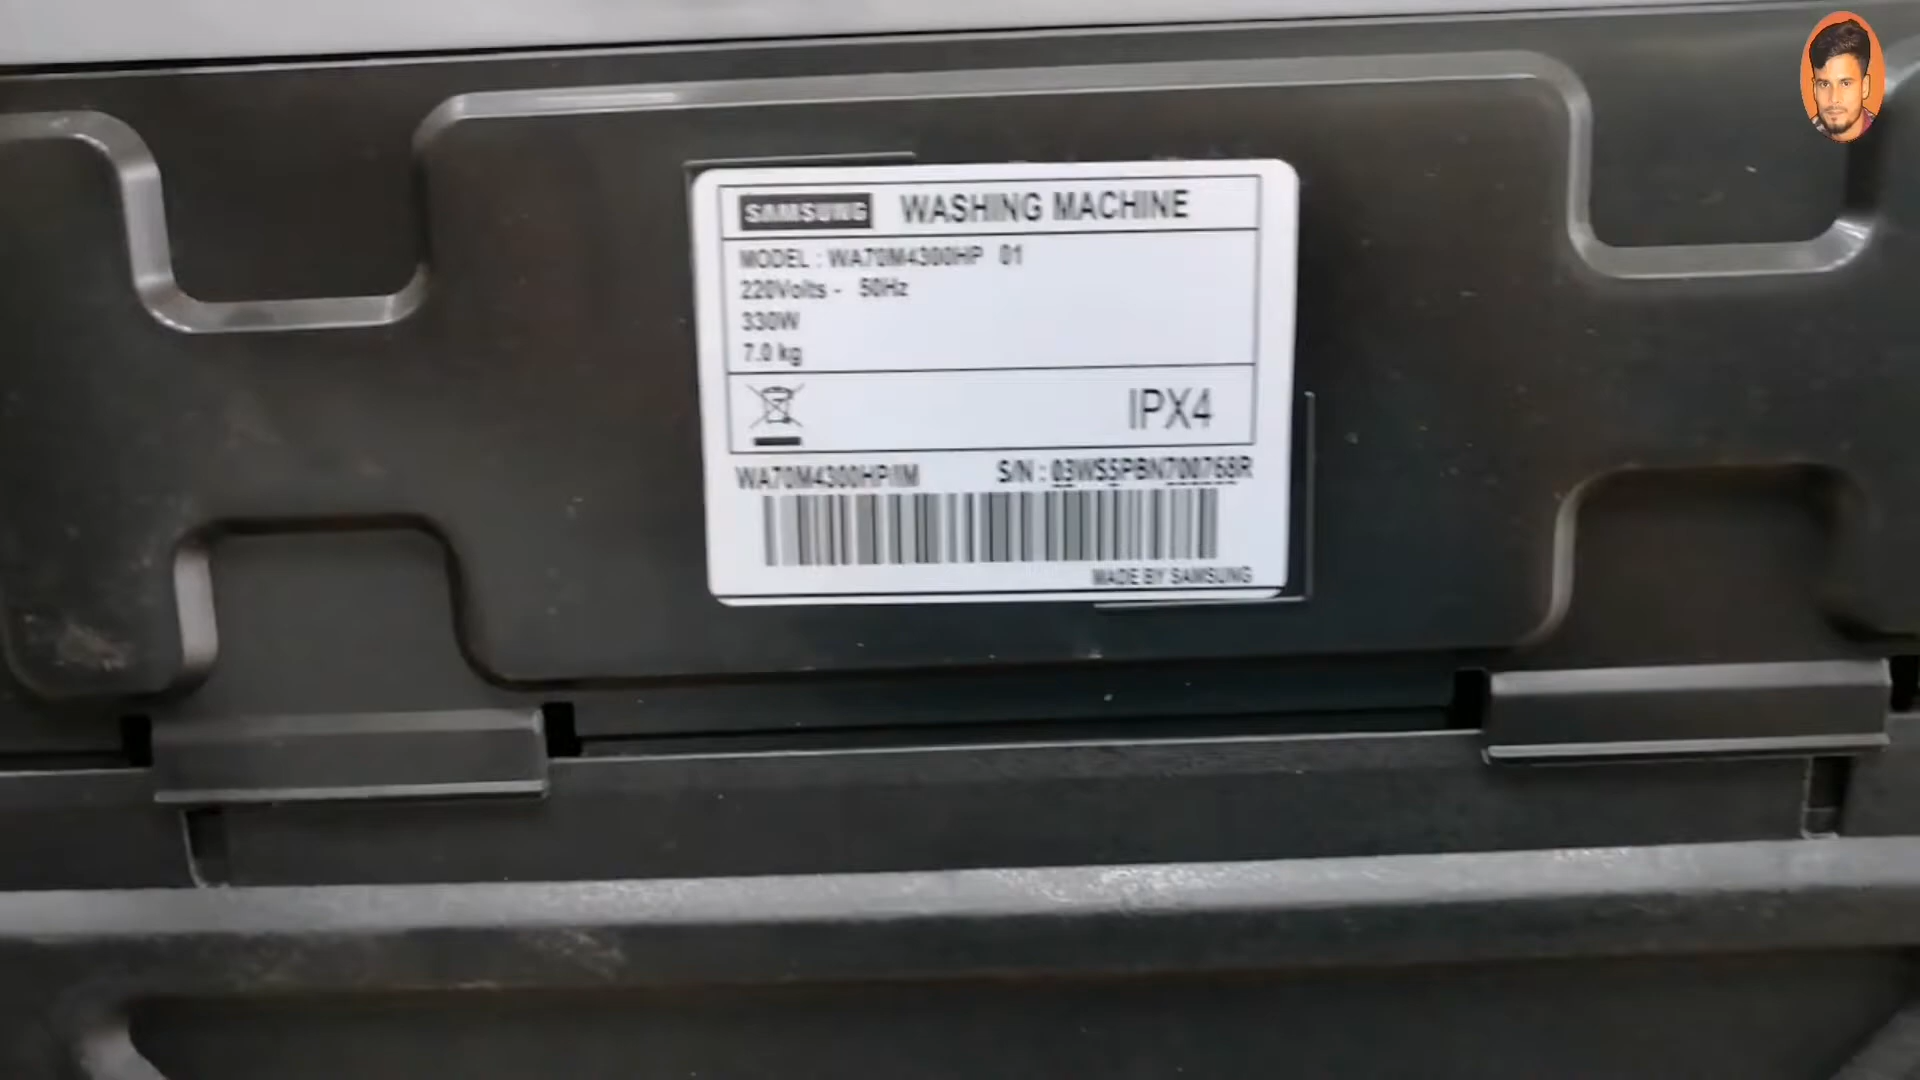 SAMSUNG WASHING MACHINE
MODEL : WA70M4300HP 01
220Volts - 50Hz
330W
7.0 kg
IPX4
WA70M4300HP/IM S/N : 03WS5PBN700768R
MADE BY SAMSUNG